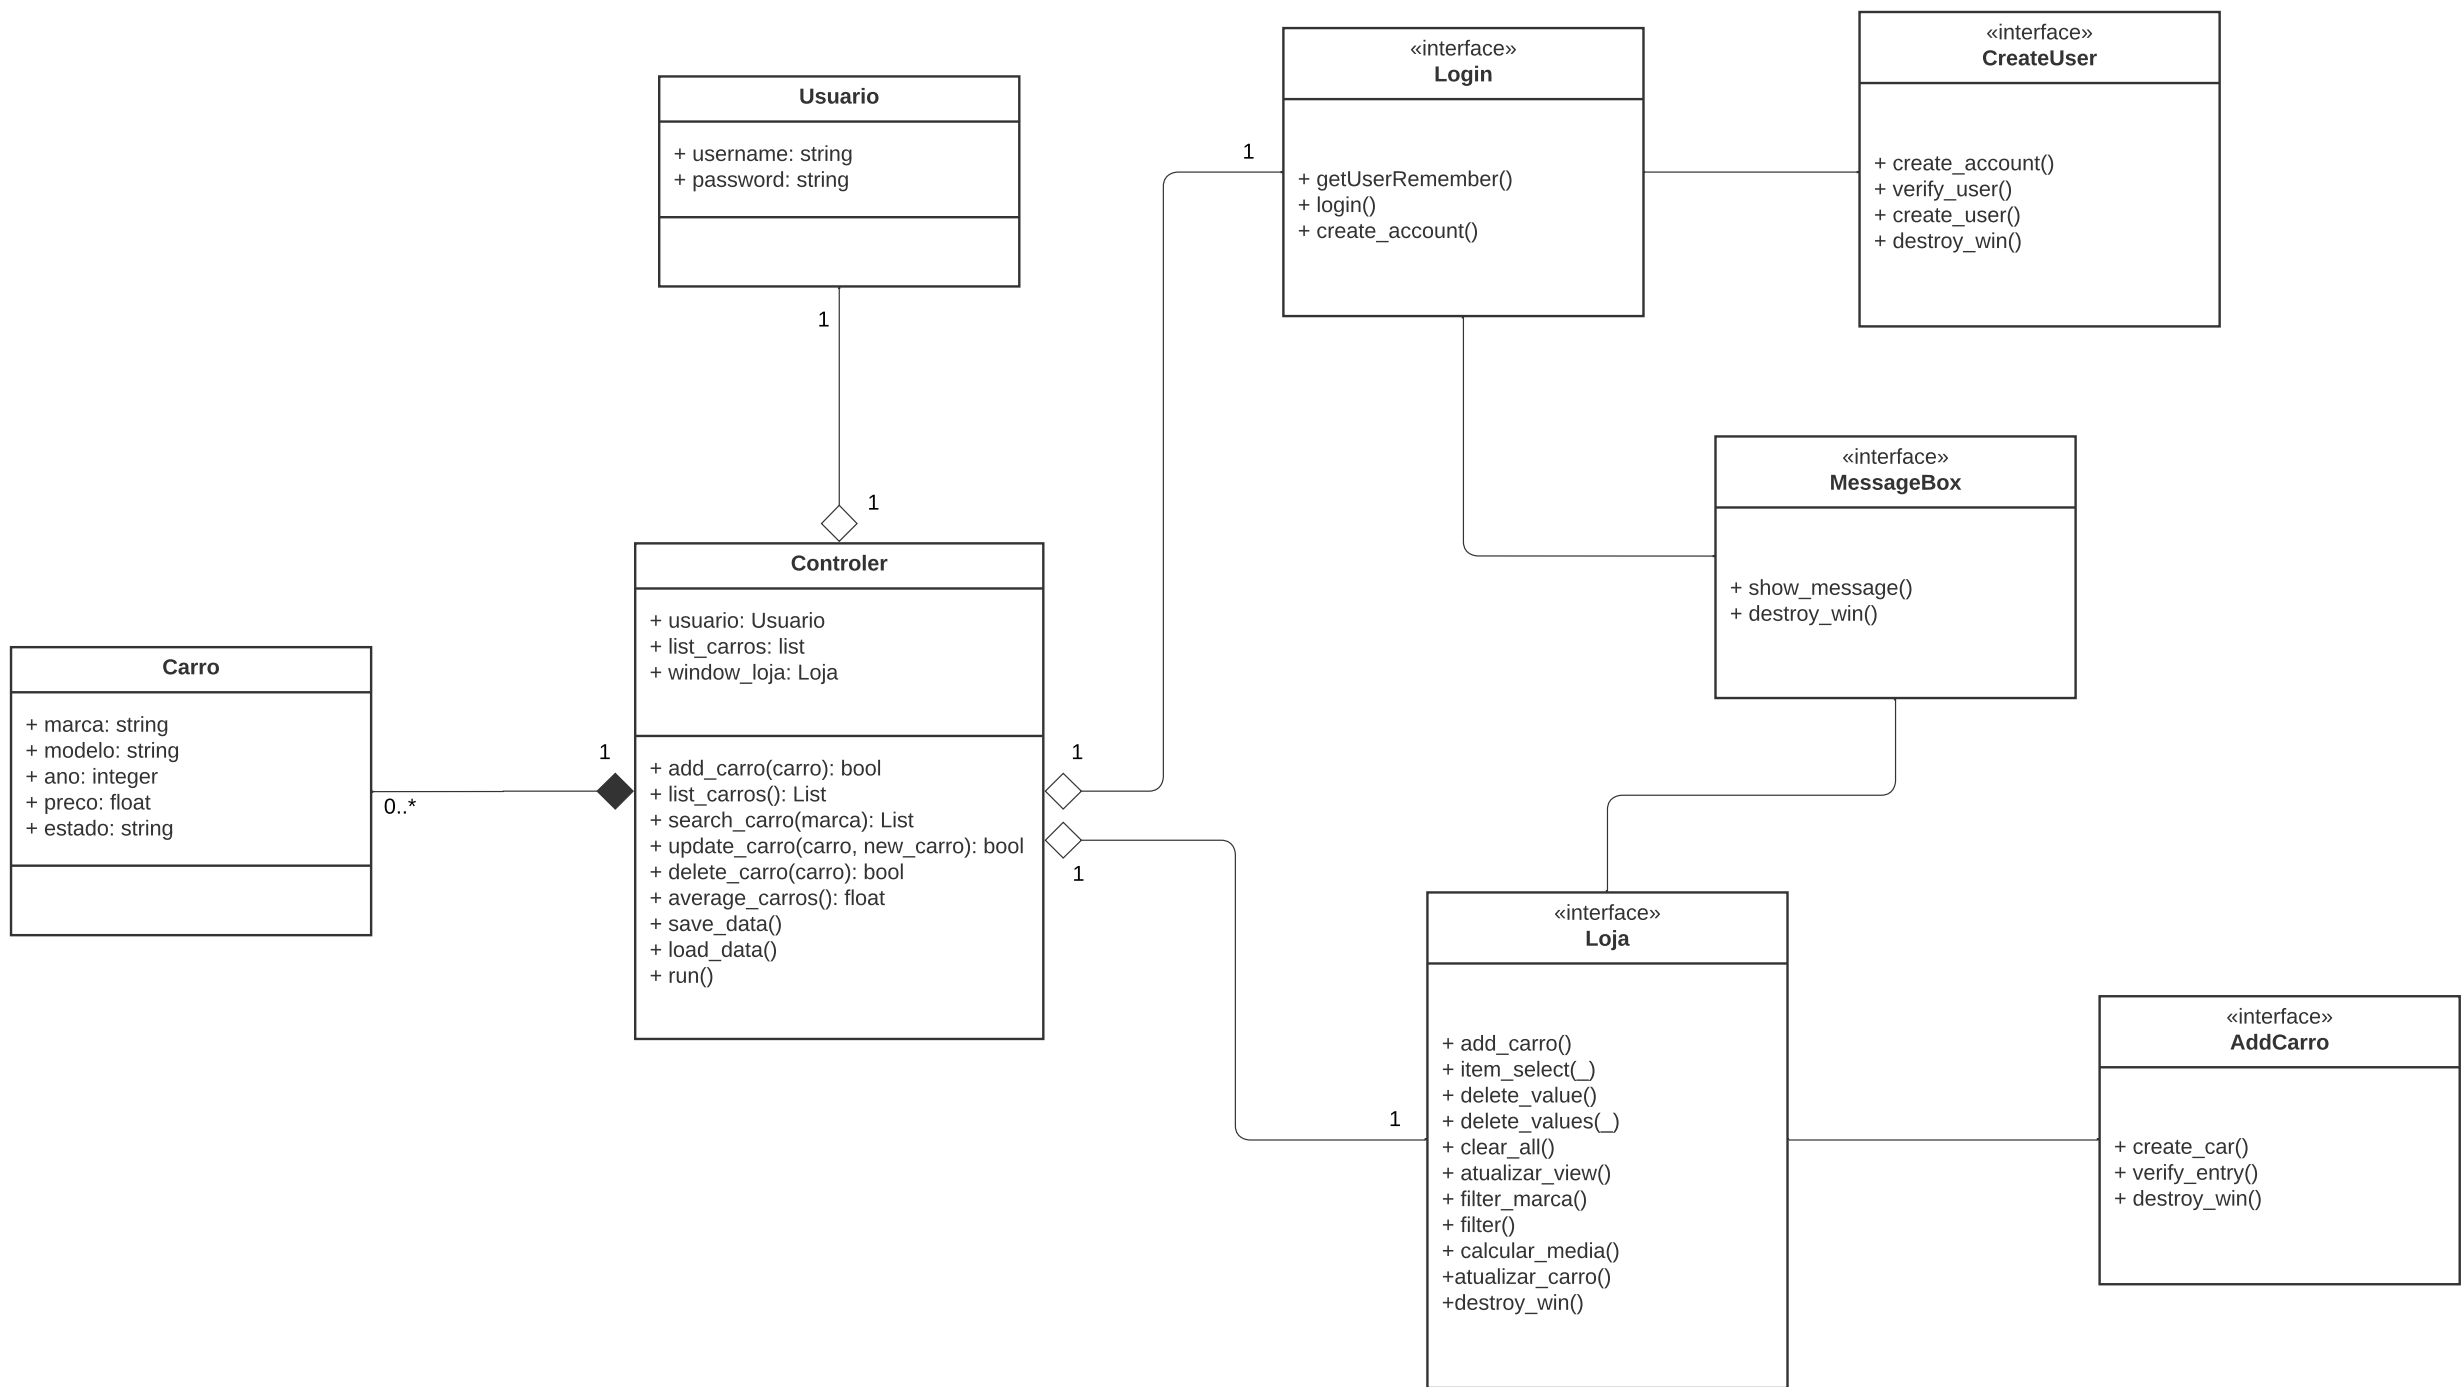 Usuario
+ username: string
+ password: string
1
1
Controler
+ usuario: Usuario
+ list_carros: list
+ window_loja: Loja
+ add_carro(carro): bool
+ list_carros(): List
+ search_carro(marca): List
+ update_carro(carro, new_carro): bool
+ delete_carro(carro): bool
+ average_carros(): float
+ save_data()
+ load_data()
+ run()
Carro
+ marca: string
+ modelo: string
+ ano: integer
+ preco: float
+ estado: string
0..*
1
1
1
1
1
«interface»
Login
+ getUserRemember()
+ login()
+ create_account()
«interface»
CreateUser
+ create_account()
+ verify_user()
+ create_user()
+ destroy_win()
«interface»
MessageBox
+ show_message()
+ destroy_win()
«interface»
Loja
+ add_carro()
+ item_select(_)
+ delete_value()
+ delete_values(_)
+ clear_all()
+ atualizar_view()
+ filter_marca()
+ filter()
+ calcular_media()
+atualizar_carro()
+destroy_win()
«interface»
AddCarro
+ create_car()
+ verify_entry()
+ destroy_win()